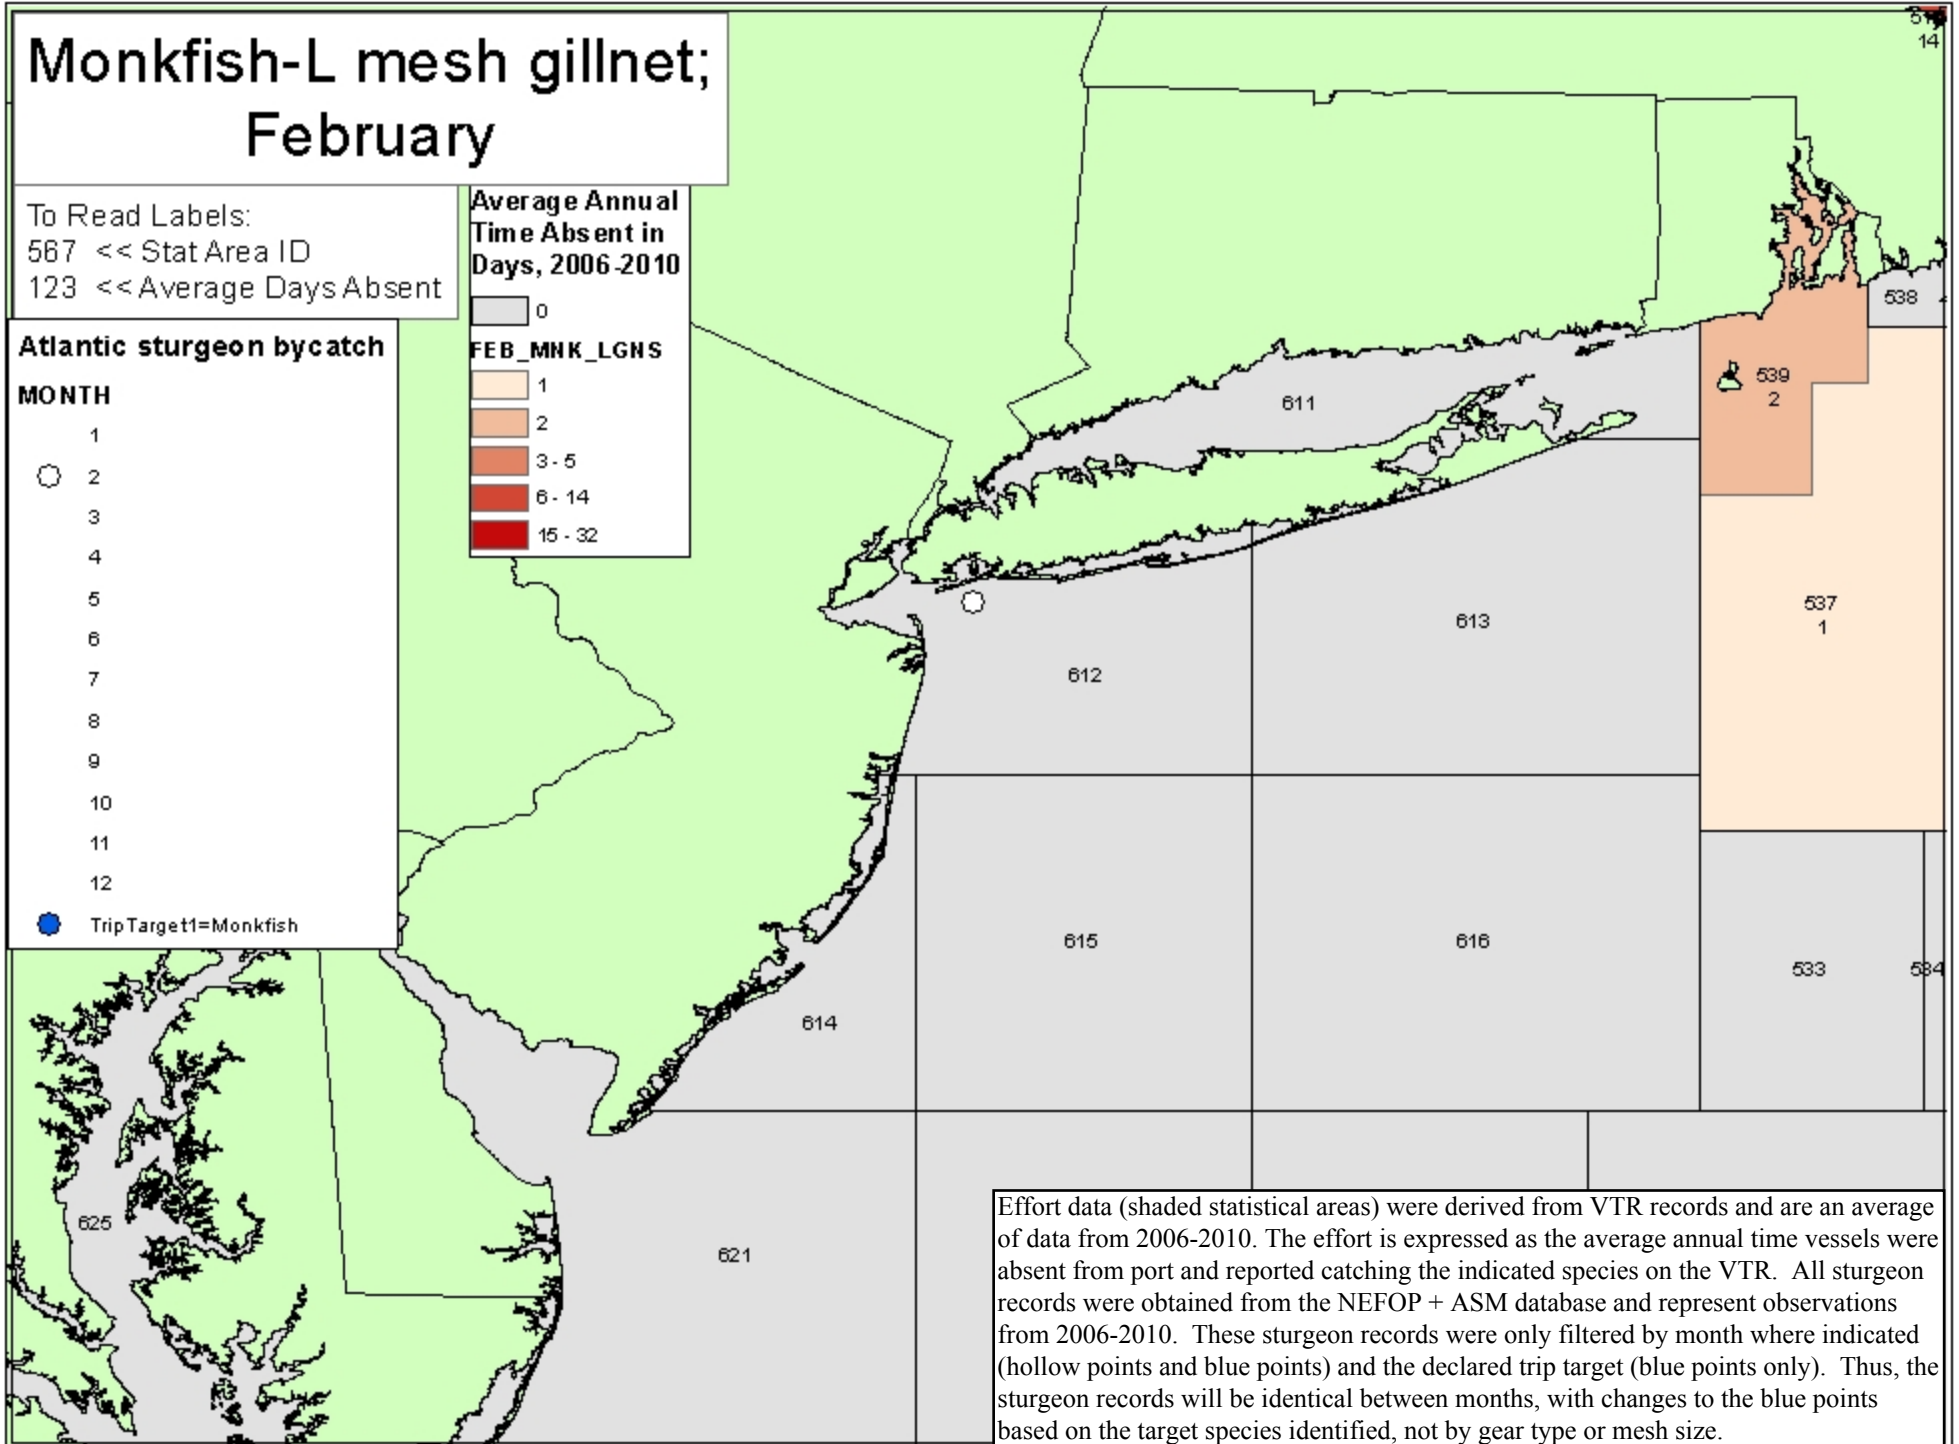 Monkfish-L mesh gillnet;
February
To Read Labels:
567 << Stat Area ID
123 << Average Days Absent
Average Annual
Time Absent in
Days, 2006-2010
0
FEB_MNK_LGNS
1
2
3 - 5
6 - 14
15 - 32
Atlantic sturgeon bycatch
MONTH
1
2
3
4
5
6
7
8
9
10
11
12
TripTarget1=Monkfish
14
538
539
2
611
537
1
613
612
615
616
533
534
614
625
621
Effort data (shaded statistical areas) were derived from VTR records and are an average
of data from 2006-2010. The effort is expressed as the average annual time vessels were
absent from port and reported catching the indicated species on the VTR.  All sturgeon
records were obtained from the NEFOP + ASM database and represent observations
from 2006-2010.  These sturgeon records were only filtered by month where indicated
(hollow points and blue points) and the declared trip target (blue points only).  Thus, the
sturgeon records will be identical between months, with changes to the blue points
based on the target species identified, not by gear type or mesh size.